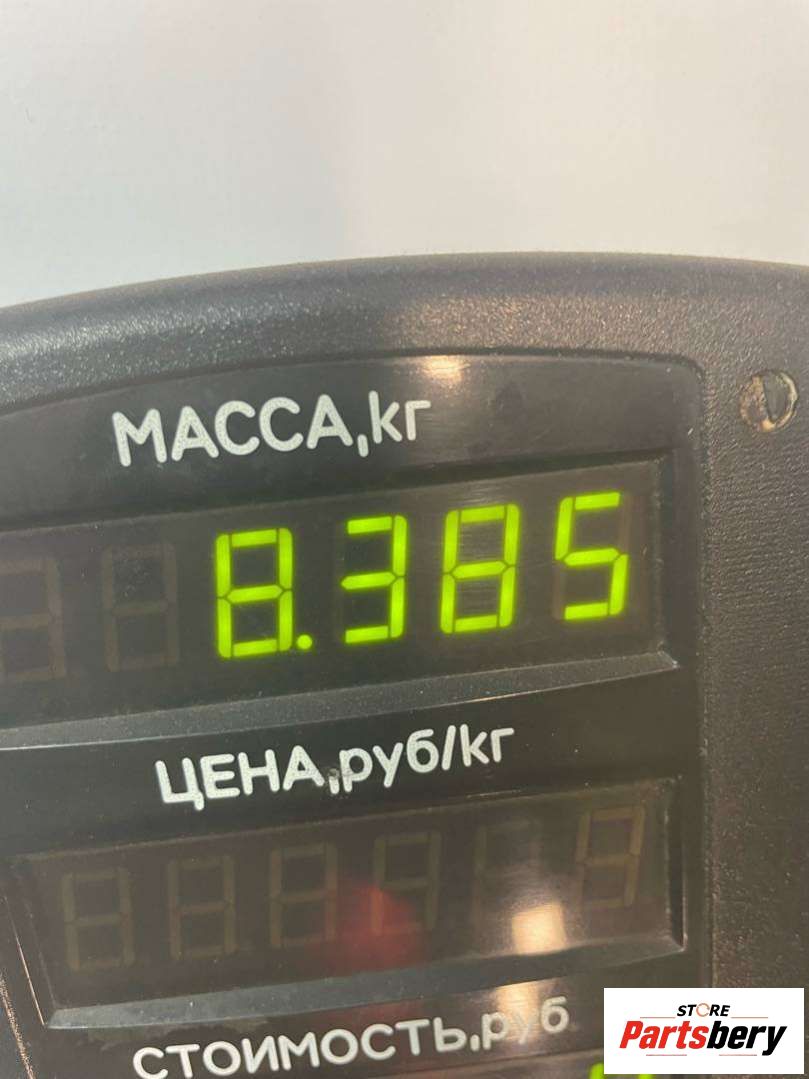 МАССА,кг
8.385
ЦЕНА,руб/кг
СТОИМОСТЬ,руб
STORE
Partsbery